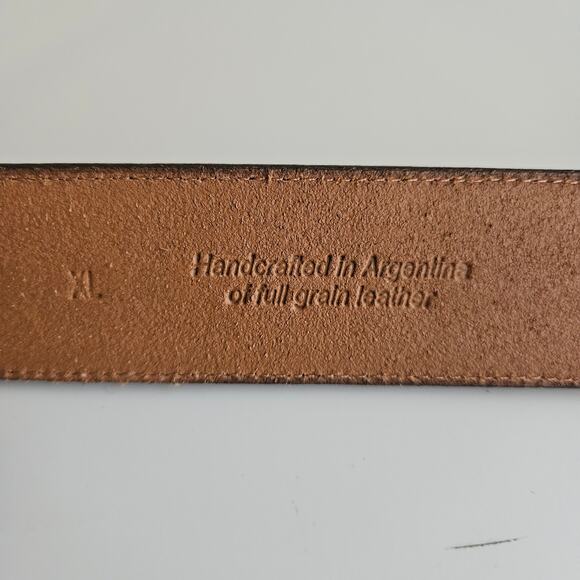 XL
Handcrafted in Argentina
of full grain leather